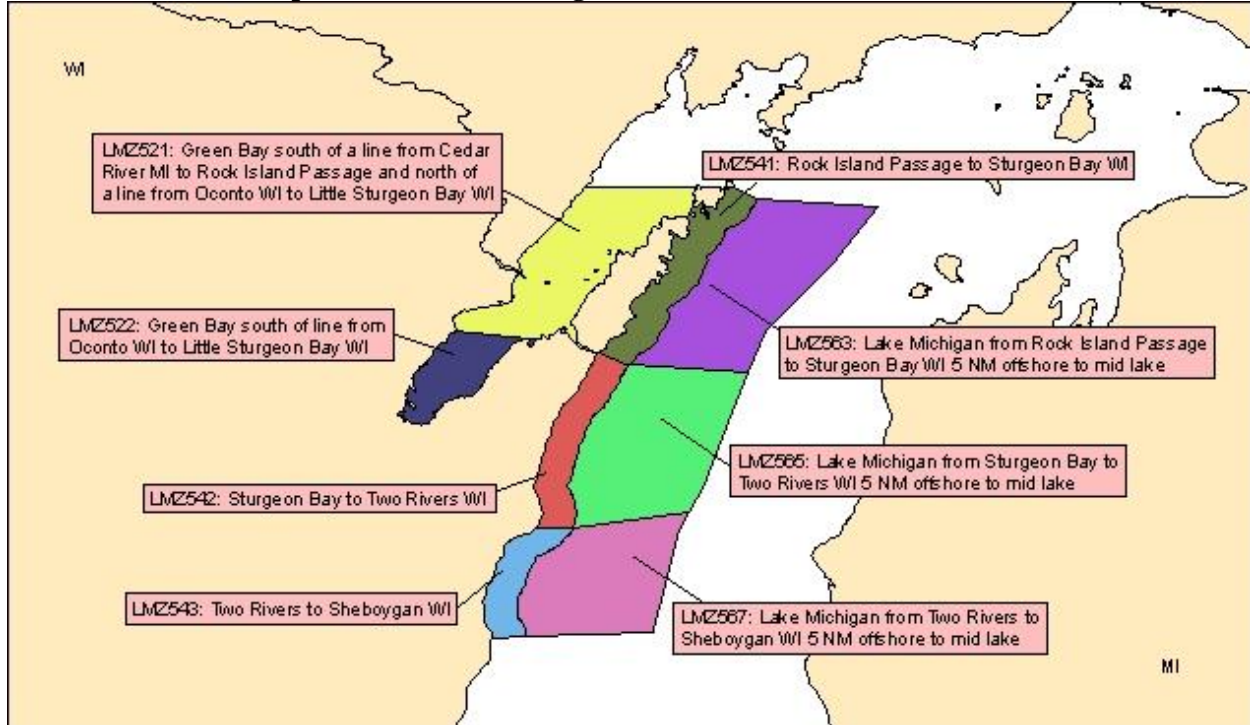 WI
LMZ521: Green Bay south of a line from Cedar
River MI to Rock Island Passage and north of
a line from Oconto WI to Little Sturgeon Bay WI
LMZ541: Rock Island Passage to Sturgeon Bay WI
LMZ522: Green Bay south of line from
Oconto WI to Little Sturgeon Bay WI
LMZ563: Lake Michigan from Rock Island Passage
to Sturgeon Bay WI 5 NM offshore to mid lake
LMZ565: Lake Michigan from Sturgeon Bay to
Two Rivers WI 5 NM offshore to mid lake
LMZ542: Sturgeon Bay to Two Rivers WI
LMZ543: Two Rivers to Sheboygan WI
LMZ567: Lake Michigan from Two Rivers to
Sheboygan WI 5 NM offshore to mid lake
MI